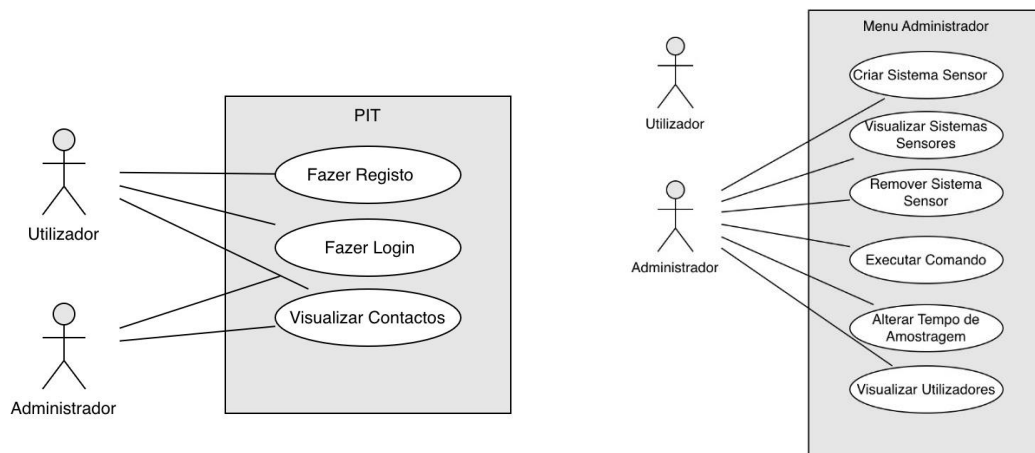 PIT
Fazer Registo
Fazer Login
Visualizar Contactos
Utilizador
Administrador
Menu Administrador
Criar Sistema Sensor
Visualizar Sistemas
Sensores
Remover Sistema
Sensor
Executar Comando
Alterar Tempo de
Amostragem
Visualizar Utilizadores
Utilizador
Administrador